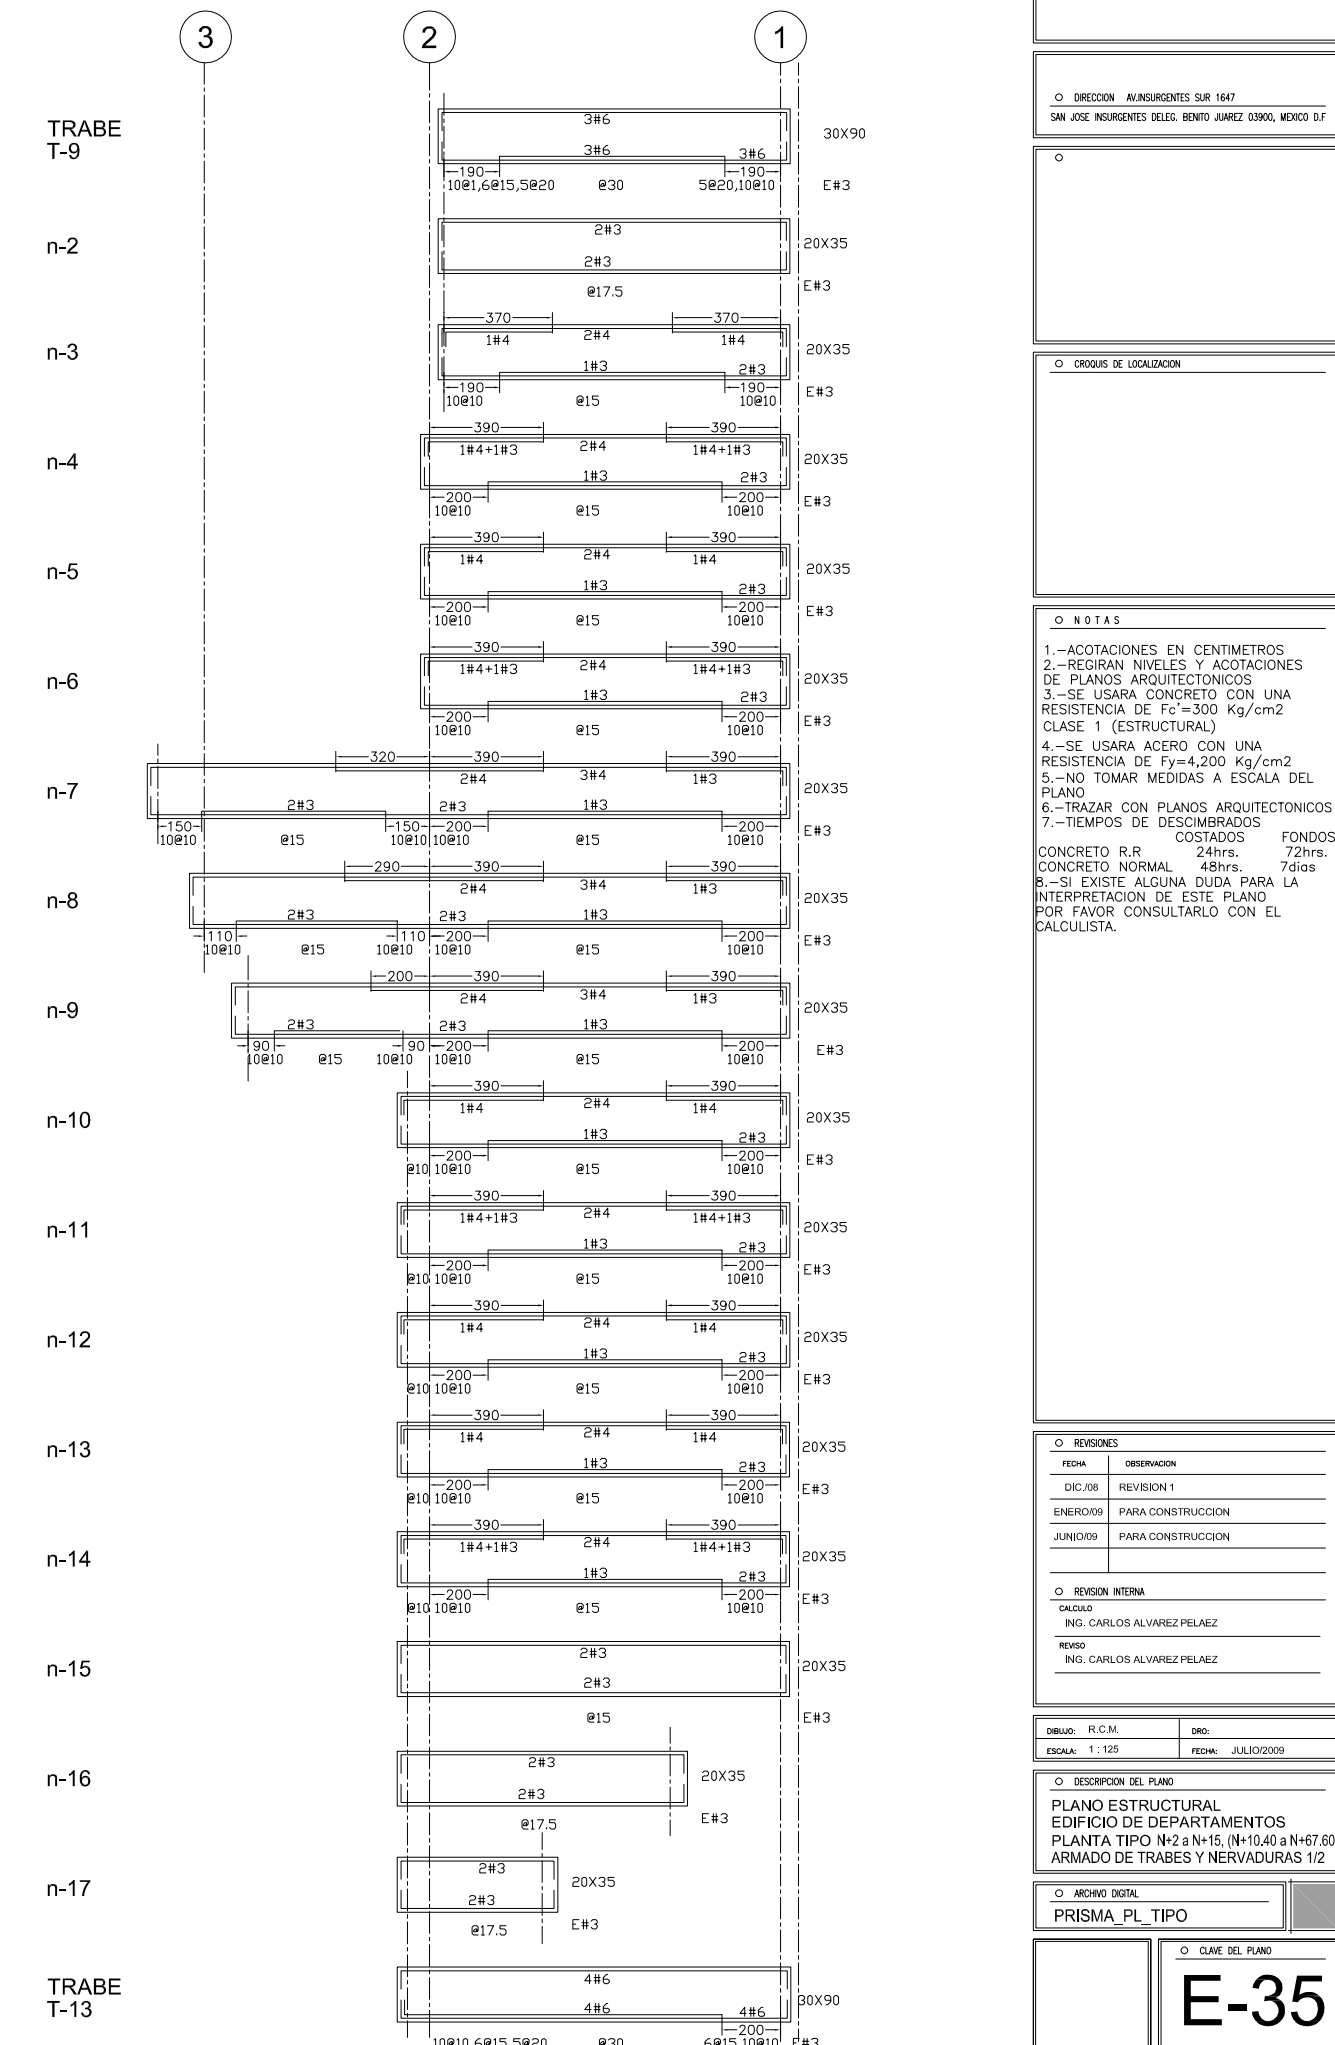 3 2 1
TRABE
T-9
3#6
3#6 3#6
30X90
190 190
10@1,6@15,5@20 @30 5@20,10@10 E#3
n-2
2#3
2#3
20X35
@17.5 E#3
n-3
370 370
1#4 2#4 1#4
1#3 2#3
20X35
190 190
10@10 @15 10@10
E#3
n-4
390 390
1#4+1#3 2#4 1#4+1#3
1#3 2#3
20X35
200 200
10@10 @15 10@10
E#3
n-5
390 390
1#4 2#4 1#4
1#3 2#3
20X35
200 200
10@10 @15 10@10
E#3
n-6
390 390
1#4+1#3 2#4 1#4+1#3
1#3 2#3
20X35
200 200
10@10 @15 10@10
E#3
n-7
320 390 390
2#4 3#4 1#3
2#3 2#3 1#3
20X35
150 150 200 200
10@10 @15 10@10 10@10 @15 10@10
E#3
n-8
290 390 390
2#4 3#4 1#3
2#3 2#3 1#3
20X35
110 110 200 200
10@10 @15 10@10 10@10 @15 10@10
E#3
n-9
200 390 390
2#4 3#4 1#3
2#3 2#3 1#3
20X35
90 90 200 200
10@10 @15 10@10 10@10 @15 10@10
E#3
n-10
390 390
1#4 2#4 1#4
1#3 2#3
20X35
200 200
@10 10@10 @15 10@10
E#3
n-11
390 390
1#4+1#3 2#4 1#4+1#3
1#3 2#3
20X35
200 200
@10 10@10 @15 10@10
E#3
n-12
390 390
1#4 2#4 1#4
1#3 2#3
20X35
200 200
@10 10@10 @15 10@10
E#3
n-13
390 390
1#4 2#4 1#4
1#3 2#3
20X35
200 200
@10 10@10 @15 10@10
E#3
n-14
390 390
1#4+1#3 2#4 1#4+1#3
1#3 2#3
20X35
200 200
@10 10@10 @15 10@10
E#3
n-15
2#3
2#3
20X35
@15 E#3
n-16
2#3
2#3
20X35
@17.5 E#3
n-17
2#3
2#3
20X35
@17.5 E#3
TRABE
T-13
4#6
4#6 4#6
30X90
200
10@10,6@15,5@20 @30 6@15,10@10 E#3
DIRECCION AV.INSURGENTES SUR 1647
SAN JOSE INSURGENTES DELEG. BENITO JUAREZ 03900, MEXICO D.F
CROQUIS DE LOCALIZACION
NOTAS
1.-ACOTACIONES EN CENTIMETROS
2.-REGIRAN NIVELES Y ACOTACIONES
DE PLANOS ARQUITECTONICOS
3.-SE USARA CONCRETO CON UNA
RESISTENCIA DE Fc'=300 Kg/cm2
CLASE 1 (ESTRUCTURAL)
4.-SE USARA ACERO CON UNA
RESISTENCIA DE Fy=4,200 Kg/cm2
5.-NO TOMAR MEDIDAS A ESCALA DEL
PLANO
6.-TRAZAR CON PLANOS ARQUITECTONICOS
7.-TIEMPOS DE DESCIMBRADOS
COSTADOS FONDOS
CONCRETO R.R 24hrs. 72hrs.
CONCRETO NORMAL 48hrs. 7dias
8.-SI EXISTE ALGUNA DUDA PARA LA
INTERPRETACION DE ESTE PLANO
POR FAVOR CONSULTARLO CON EL
CALCULISTA.
REVISIONES
FECHA OBSERVACION
DIC./08 REVISION 1
ENERO/09 PARA CONSTRUCCION
JUNIO/09 PARA CONSTRUCCION
REVISION INTERNA
CALCULO
ING. CARLOS ALVAREZ PELAEZ
REVISO
ING. CARLOS ALVAREZ PELAEZ
DIBUJO: R.C.M. DRO:
ESCALA: 1 : 125 FECHA: JULIO/2009
DESCRIPCION DEL PLANO
PLANO ESTRUCTURAL
EDIFICIO DE DEPARTAMENTOS
PLANTA TIPO N+2 a N+15, (N+10.40 a N+67.60
ARMADO DE TRABES Y NERVADURAS 1/2
ARCHIVO DIGITAL
PRISMA_PL_TIPO
CLAVE DEL PLANO
E-35